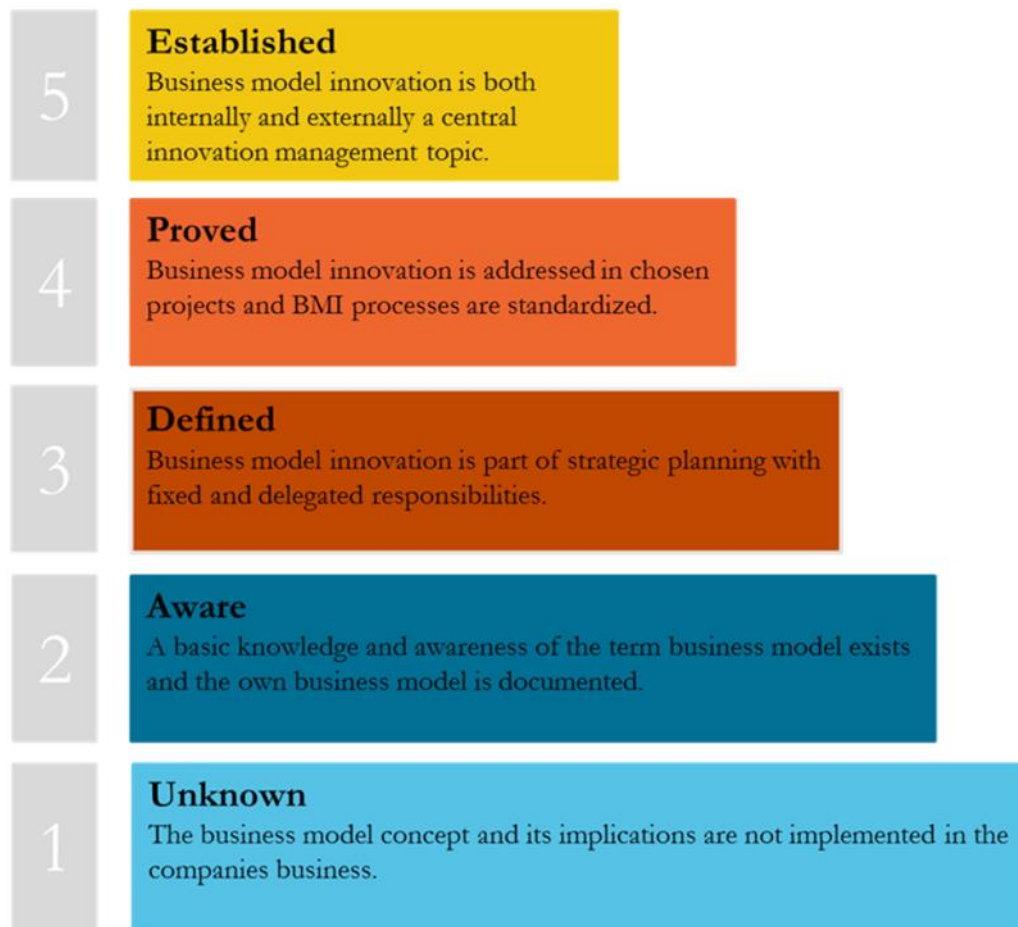 5
Established
Business model innovation is both
internally and externally a central
innovation management topic.
4
Proved
Business model innovation is addressed in chosen
projects and BMI processes are standardized.
3
Defined
Business model innovation is part of strategic planning with
fixed and delegated responsibilities.
2
Aware
A basic knowledge and awareness of the term business model exists
and the own business model is documented.
1
Unknown
The business model concept and its implications are not implemented in the
companies business.